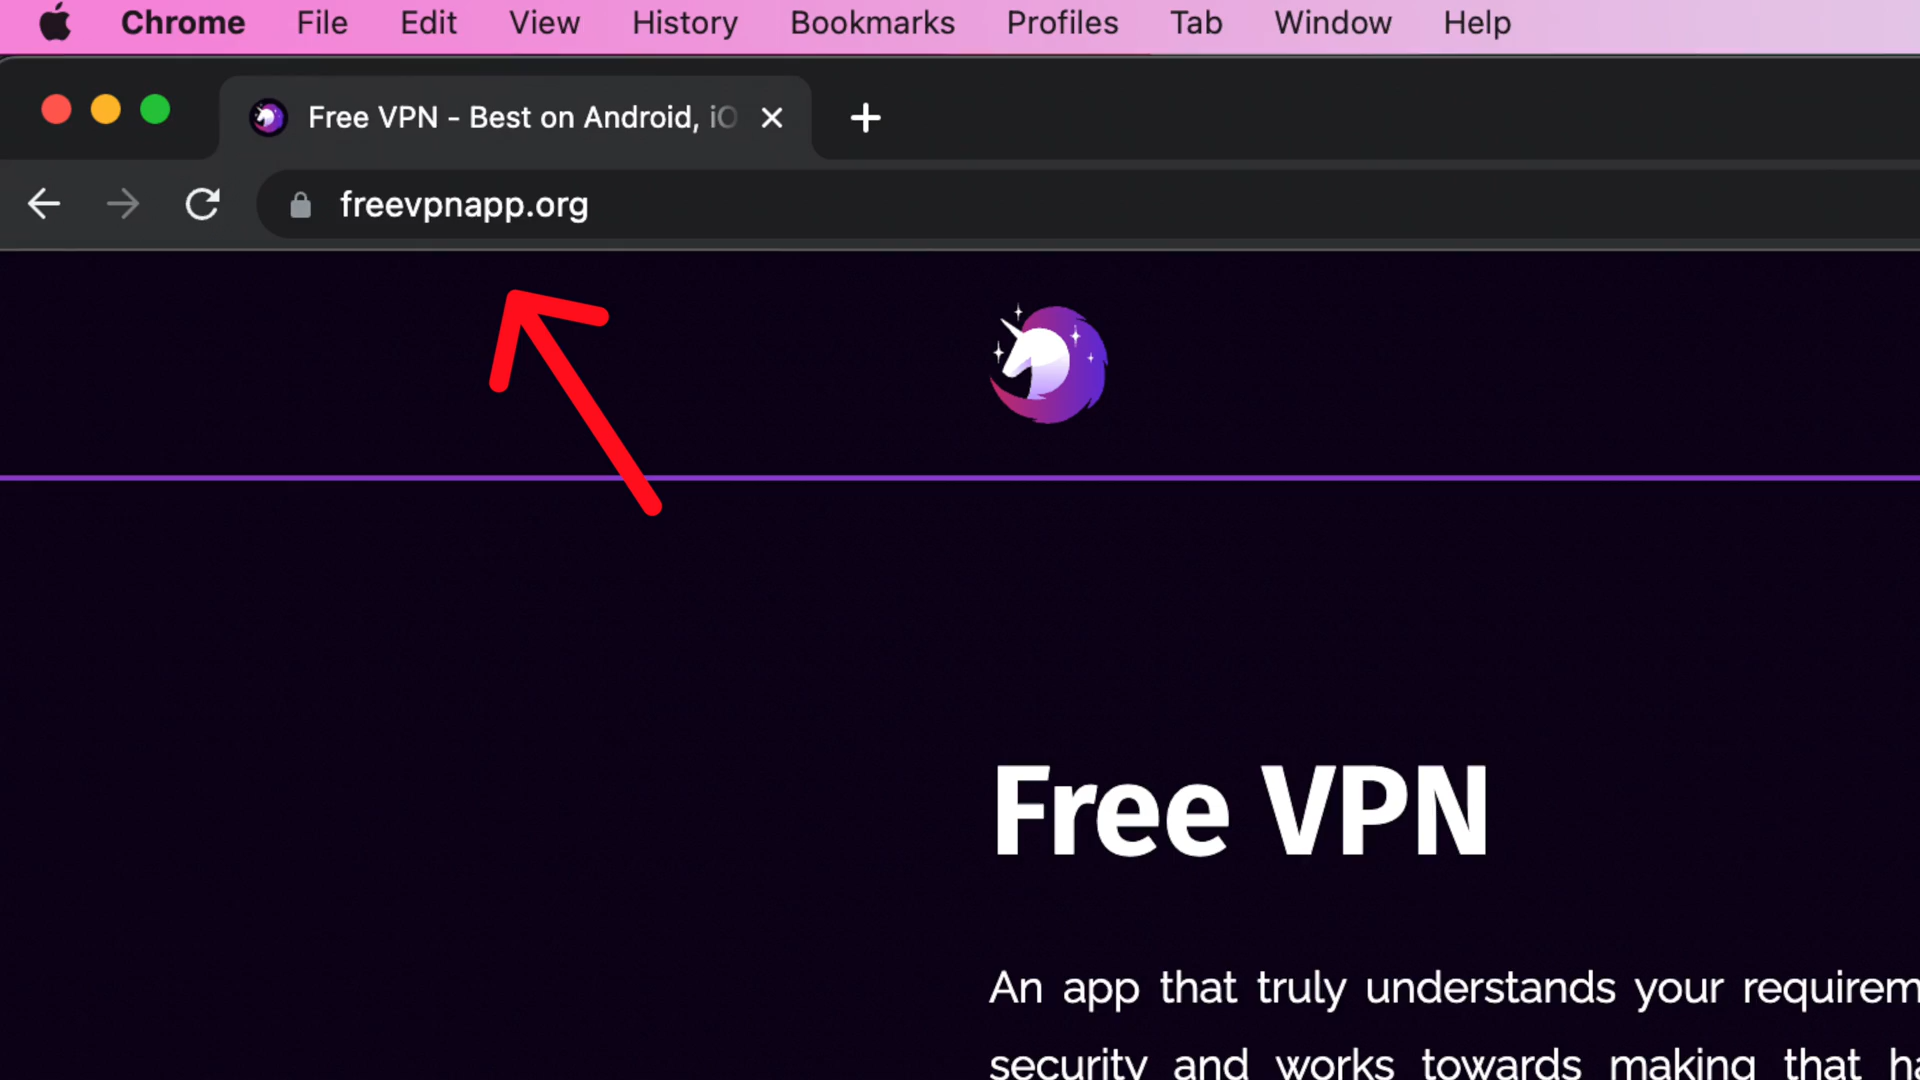 Chrome File Edit View History Bookmarks Profiles Tab Window Help
Free VPN - Best on Android, iO
freevpnapp.org
Free VPN
An app that truly understands your requirem
security and works towards making that ha